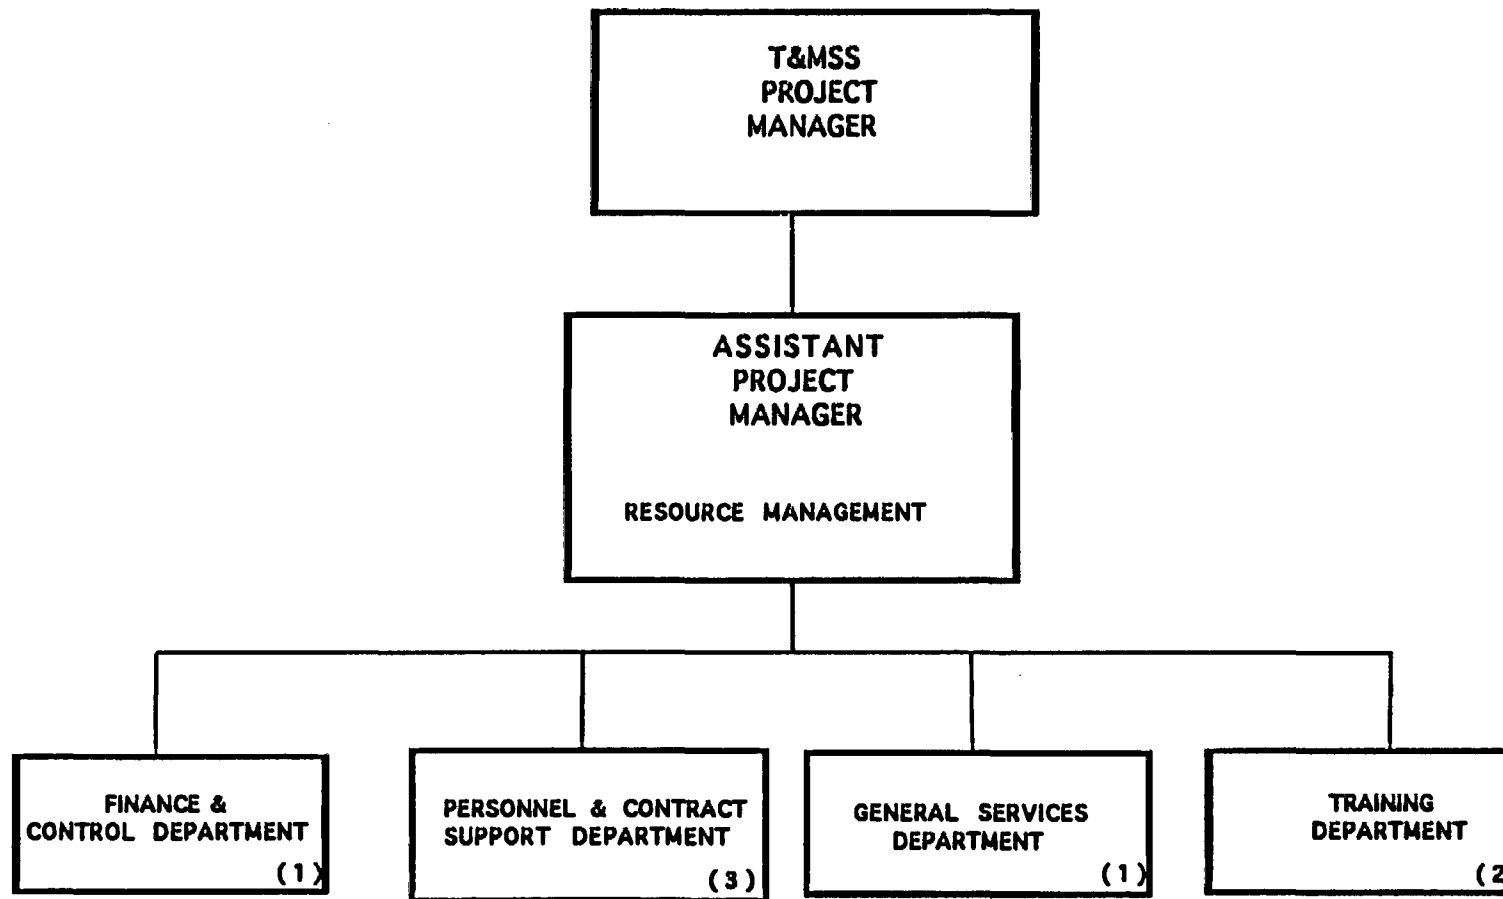 T&MSS
PROJECT
MANAGER
ASSISTANT
PROJECT
MANAGER
RESOURCE MANAGEMENT
FINANCE &
CONTROL DEPARTMENT
(1)
PERSONNEL & CONTRACT
SUPPORT DEPARTMENT
(3)
GENERAL SERVICES
DEPARTMENT
(1)
TRAINING
DEPARTMENT
(2